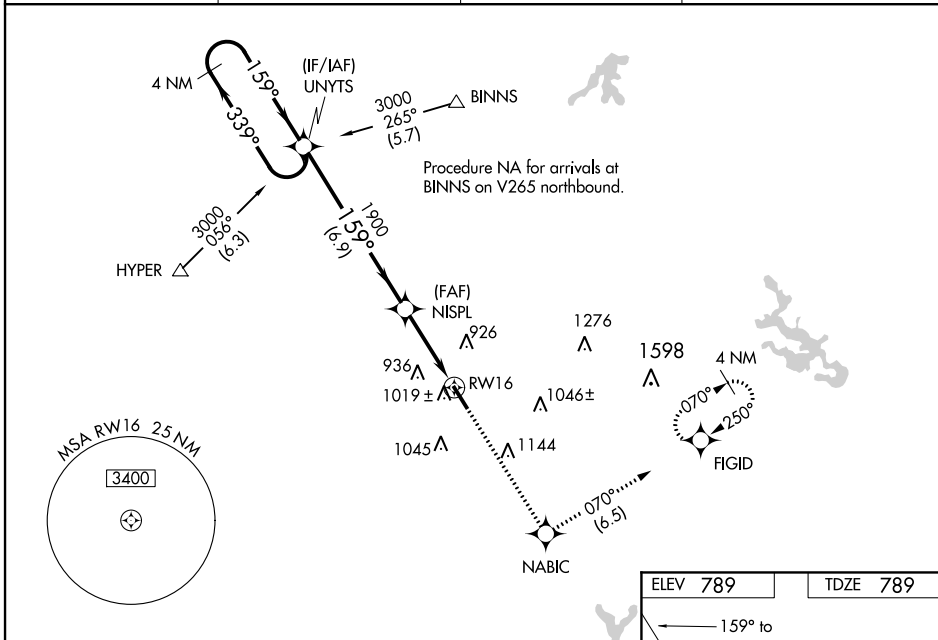 4 NM
159°
339°
(IF/IAF)
UNYTS
BINNS
3000
265°
(5.7)
Procedure NA for arrivals at
BINNS on V265 northbound.
3000
056°
(6.3)
HYPER
1900
159°
(6.9)
(FAF)
NISPL
926
1276
1598
4 NM
936
RW16
1019 ±
1046 ±
070°
250°
1045
1144
FIGID
MSA RW16 25 NM
3400
070°
(6.5)
NABIC
ELEV 789
TDZE 789
159° to